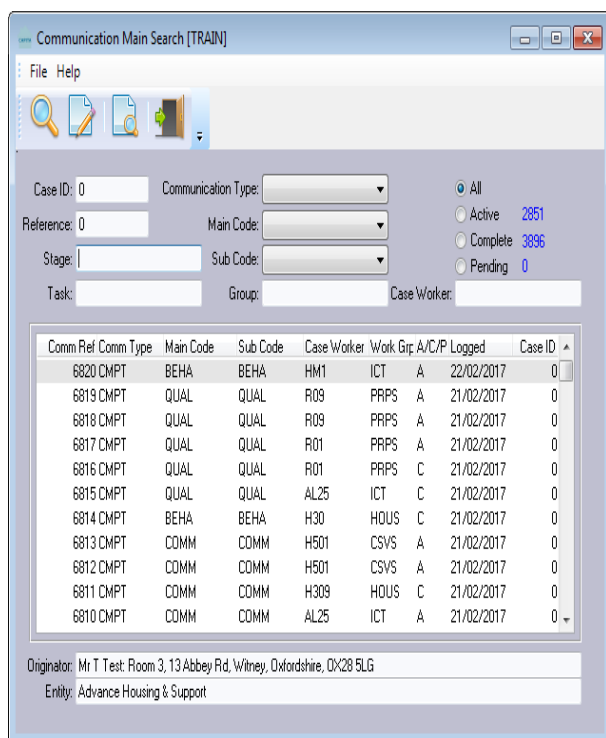 Communication Main Search [TRAIN]
File Help
Case ID: 0 Communication Type: All
Reference: 0 Main Code: Active 2851
Complete 3896
Stage: Sub Code: Pending 0
Task: Group: Case Worker:
Comm Ref Comm Type Main Code Sub Code Case Worker Work Grp A/C/P Logged Case ID
6820 CMPT BEHA BEHA HM1 ICT A 22/02/2017 0
6819 CMPT QUAL QUAL R09 PRPS A 21/02/2017 0
6818 CMPT QUAL QUAL R09 PRPS A 21/02/2017 0
6817 CMPT QUAL QUAL R01 PRPS A 21/02/2017 0
6816 CMPT QUAL QUAL R01 PRPS C 21/02/2017 0
6815 CMPT QUAL QUAL AL25 ICT C 21/02/2017 0
6814 CMPT BEHA BEHA H30 HOUS C 21/02/2017 0
6813 CMPT COMM COMM H501 CSVS A 21/02/2017 0
6812 CMPT COMM COMM H501 CSVS A 21/02/2017 0
6811 CMPT COMM COMM H309 HOUS C 21/02/2017 0
6810 CMPT COMM COMM AL25 ICT A 21/02/2017 0
Originator: Mr T Test: Room 3, 13 Abbey Rd, Witney, Oxfordshire, OX28 5LG
Entity: Advance Housing & Support